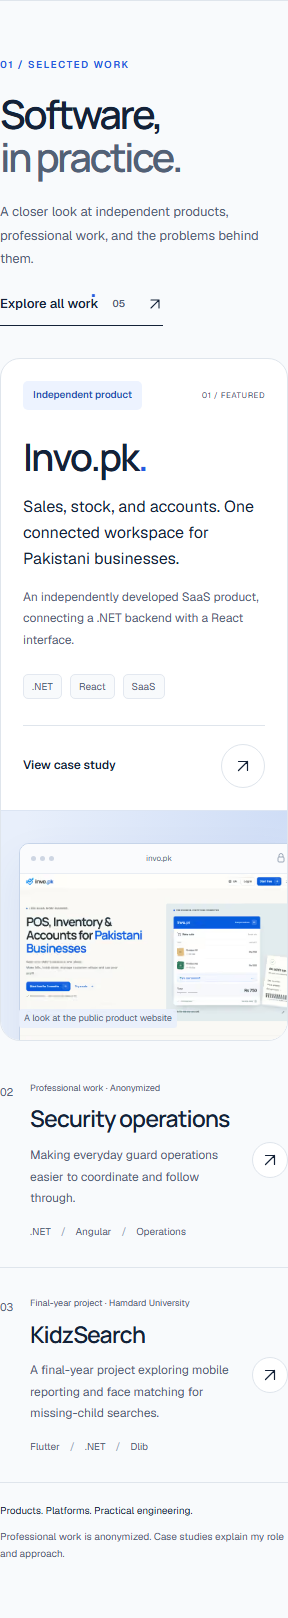 01 / SELECTED WORK
Software,
in practice.
A closer look at independent products,
professional work, and the problems behind
them.
Explore all work 05
Independent product
01 / FEATURED
Invo.pk.
Sales, stock, and accounts. One
connected workspace for
Pakistani businesses.
An independently developed SaaS product,
connecting a .NET backend with a React
interface.
.NET React SaaS
View case study
invo.pk
invo.pk
POS, Inventory &
Accounts for Pakistani
Businesses
A look at the public product website
02
Professional work · Anonymized
Security operations
Making everyday guard operations
easier to coordinate and follow
through.
.NET / Angular / Operations
03
Final-year project · Hamdard University
KidzSearch
A final-year project exploring mobile
reporting and face matching for
missing-child searches.
Flutter / .NET / Dlib
Products. Platforms. Practical engineering.
Professional work is anonymized. Case studies explain my role
and approach.